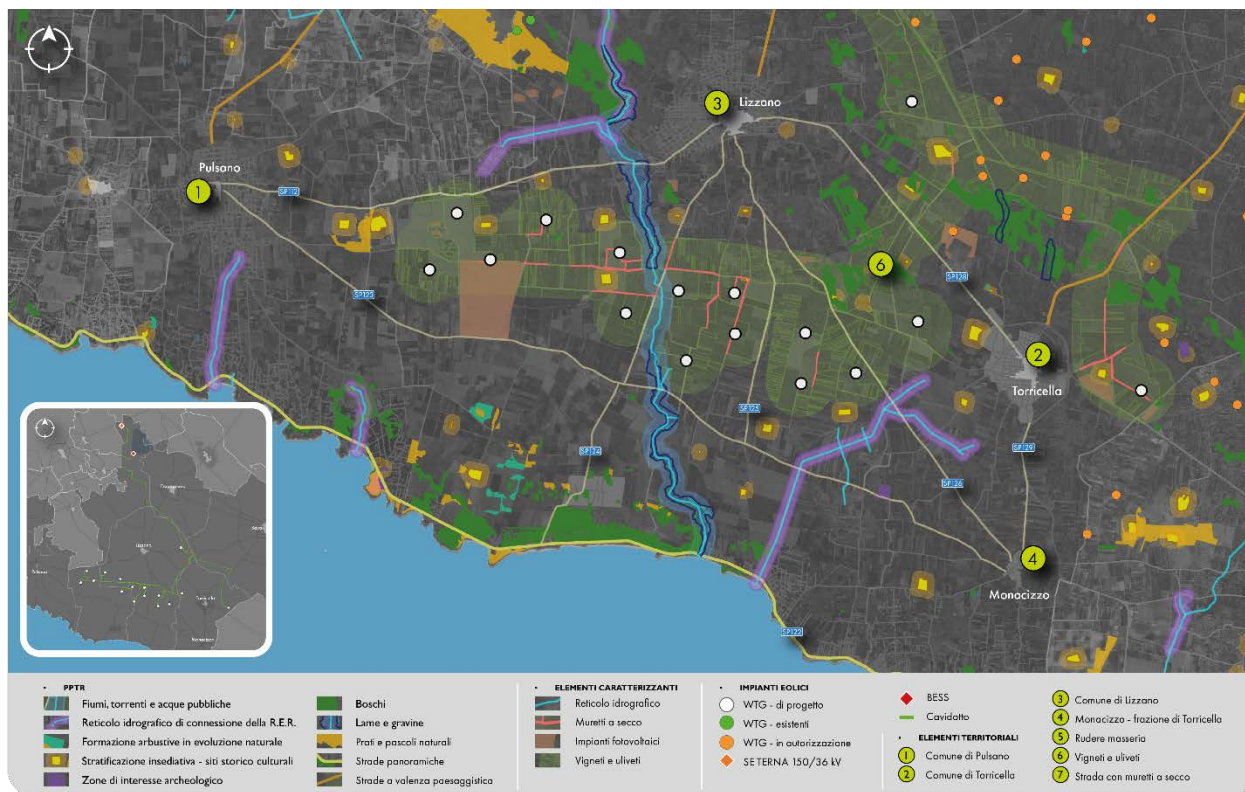 3
Lizzano
Pulsano
1
SP112
6
SP125
SP128
2
Torricella
SP123
SP124
SP129
SP126
4
Monacizzo
SP122
PPTR
Fiumi, torrenti e acque pubbliche
Reticolo idrografico di connessione della R.E.R.
Formazione arbustive in evoluzione naturale
Stratificazione insediativa - siti storico culturali
Zone di interesse archeologico
Boschi
Lame e gravine
Prati e pascoli naturali
Strade panoramiche
Strade a valenza paesaggistica
ELEMENTI CARATTERIZZANTI
Reticolo idrografico
Muretti a secco
Impianti fotovoltaici
Vigneti e uliveti
IMPIANTI EOLICI
WTG - di progetto
WTG - esistenti
WTG - in autorizzazione
SE TERNA 150/36 kV
BESS
Cavidotto
ELEMENTI TERRITORIALI
1 Comune di Pulsano
2 Comune di Torricella
3 Comune di Lizzano
4 Monacizzo - frazione di Torricella
5 Rudere masseria
6 Vigneti e uliveti
7 Strada con muretti a secco